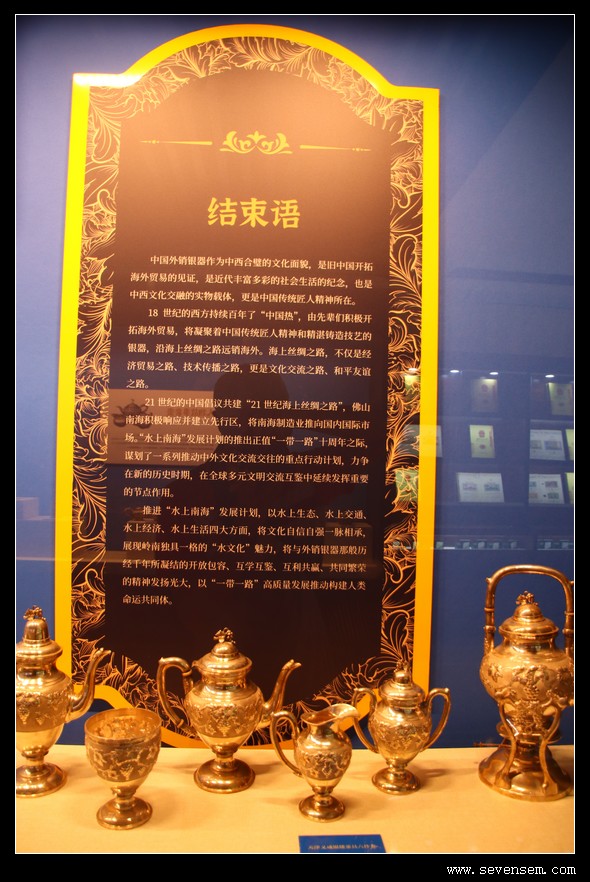 结束语
中国外销银器作为中西合璧的文化面貌，是旧中国开拓
海外贸易的见证，是近代丰富多彩的社会生活的纪念，也是
中西文化交融的实物载体，更是中国传统匠人精神所在。
18 世纪的西方持续百年了“中国热”，由先辈们积极开
拓海外贸易，将凝聚着中国传统匠人精神和精湛铸造技艺的
银器，沿海上丝绸之路远销海外。海上丝绸之路，不仅是经
济贸易之路、技术传播之路，更是文化交流之路、和平友谊
之路。
21 世纪的中国倡议共建“21 世纪海上丝绸之路”，佛山
南海积极响应并建立先行区，将南海制造业推向国内国际市
场。“水上南海”发展计划的推出正值“一带一路”十周年之际，
谋划了一系列推动中外文化交流交往的重点行动计划，力争
在新的历史时期，在全球多元文明交流互鉴中延续发挥重要
的节点作用。
推进“水上南海”发展计划，以水上生态、水上交通、
水上经济、水上生活四大方面，将文化自信自强一脉相承，
展现岭南独具一格的“水文化”魅力，将与外销银器那般历
经千年所凝结的开放包容、互学互鉴、互利共赢、共同繁荣
的精神发扬光大，以“一带一路”高质量发展推动构建人类
命运共同体。
www.sevensem.com